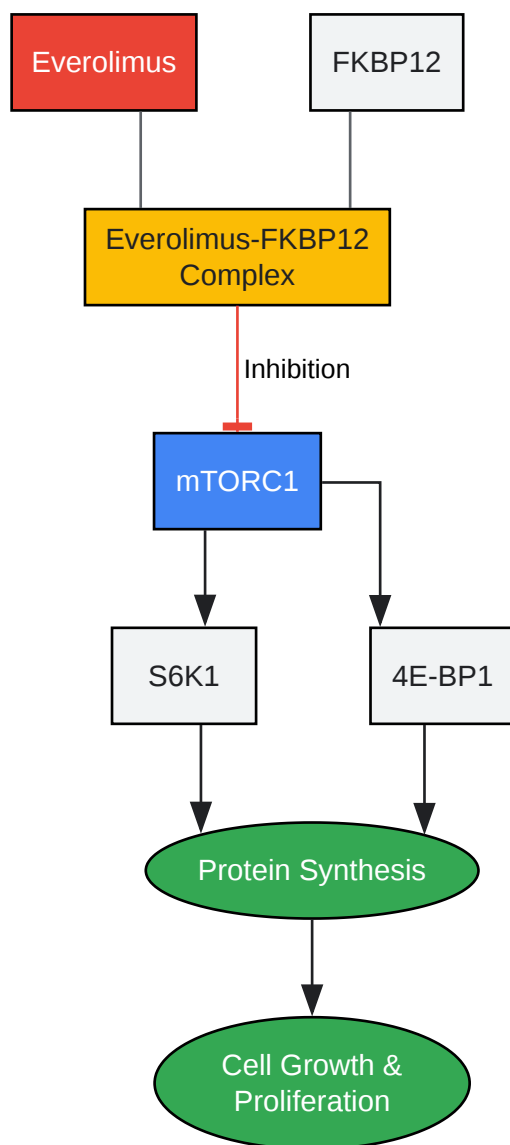 Everolimus
FKBP12
Everolimus-FKBP12
Complex
Inhibition
mTORC1
S6K1
4E-BP1
Protein Synthesis
Cell Growth &
Proliferation